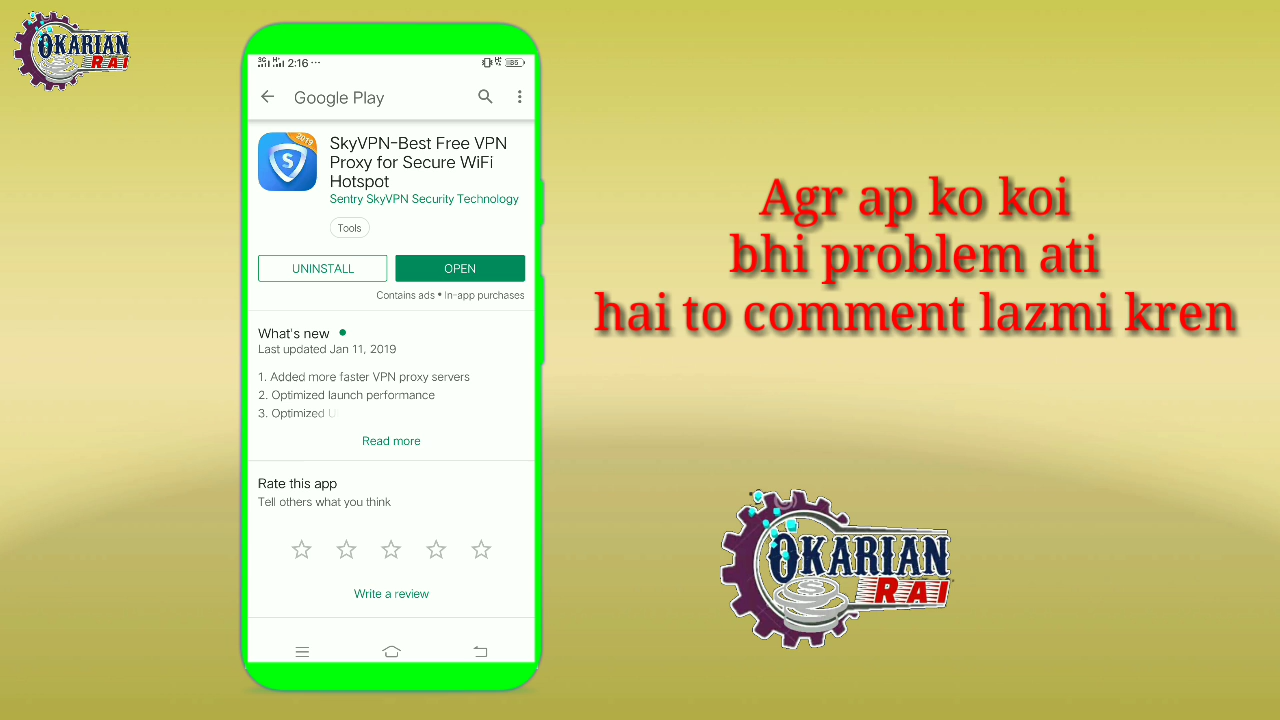 OKARIAN
RAI
3G H+ 2:16 ···
85
Google Play
2019
S
SkyVPN-Best Free VPN
Proxy for Secure WiFi
Hotspot
Sentry SkyVPN Security Technology
Tools
UNINSTALL
OPEN
Contains ads • In-app purchases
What's new
Last updated Jan 11, 2019
1. Added more faster VPN proxy servers
2. Optimized launch performance
3. Optimized U
Read more
Rate this app
Tell others what you think
Write a review
Agr ap ko koi
bhi problem ati
hai to comment lazmi kren
OKARIAN
RAI